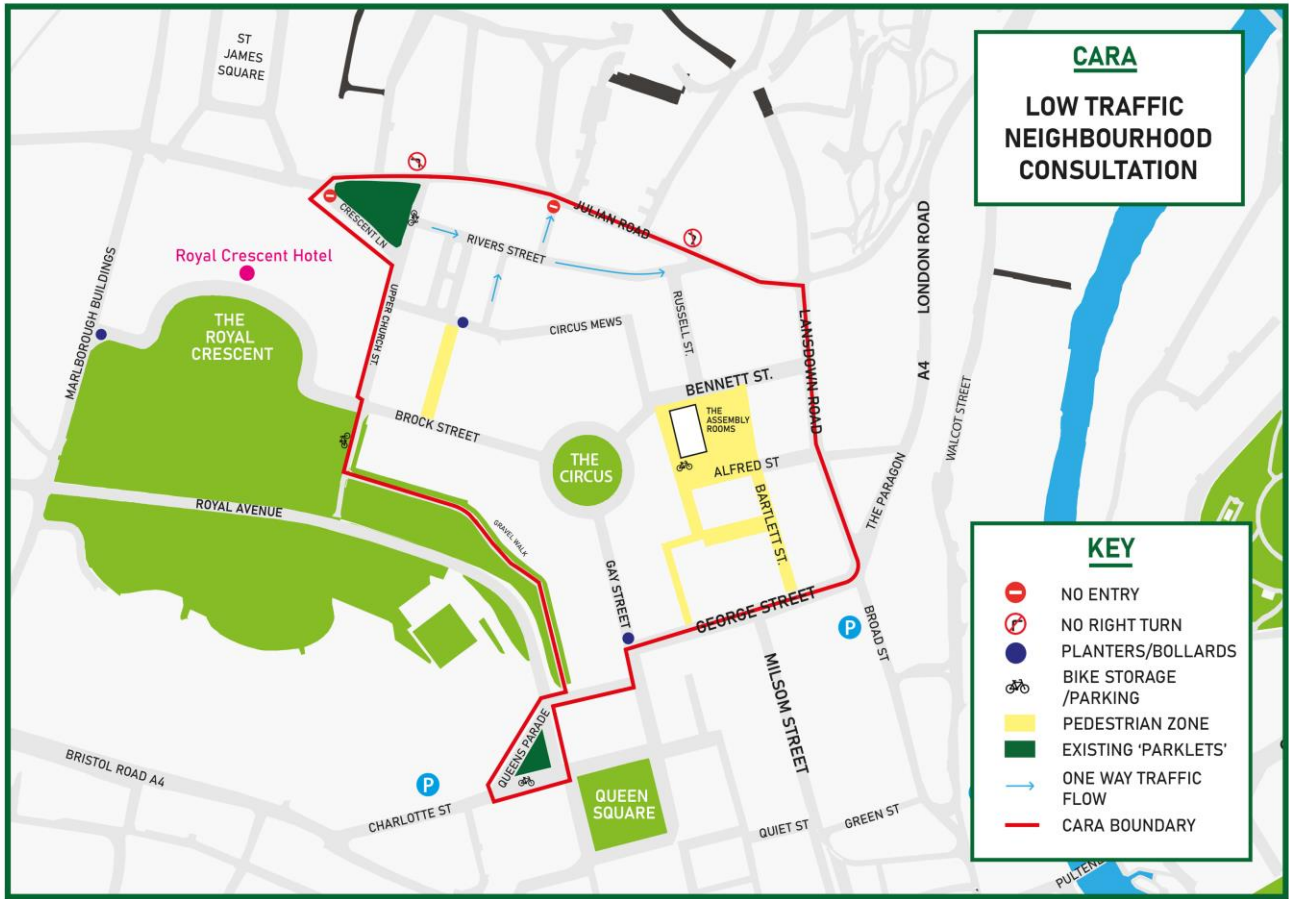 CARA
LOW TRAFFIC
NEIGHBOURHOOD
CONSULTATION
ST
JAMES
SQUARE
CRESCENT LN
JULIAN ROAD
RIVERS STREET
Royal Crescent Hotel
MARLBOROUGH BUILDINGS
THE
ROYAL
CRESCENT
UPPER CHURCH ST.
CIRCUS MEWS
RUSSELL ST.
LANSDOWN ROAD
LONDON ROAD
A4
WALCOT STREET
BENNETT ST.
THE
ASSEMBLY
ROOMS
BROCK STREET
THE
CIRCUS
ALFRED ST
BARTLETT ST.
THE PARAGON
ROYAL AVENUE
GRAVEL WALK
GAY STREET
GEORGE STREET
P
BROAD ST
MILSOM STREET
QUEENS PARADE
BRISTOL ROAD A4
P
CHARLOTTE ST
QUEEN
SQUARE
QUIET ST
GREEN ST
KEY
NO ENTRY
NO RIGHT TURN
PLANTERS/BOLLARDS
BIKE STORAGE
/PARKING
PEDESTRIAN ZONE
EXISTING ‘PARKLETS’
ONE WAY TRAFFIC
FLOW
CARA BOUNDARY